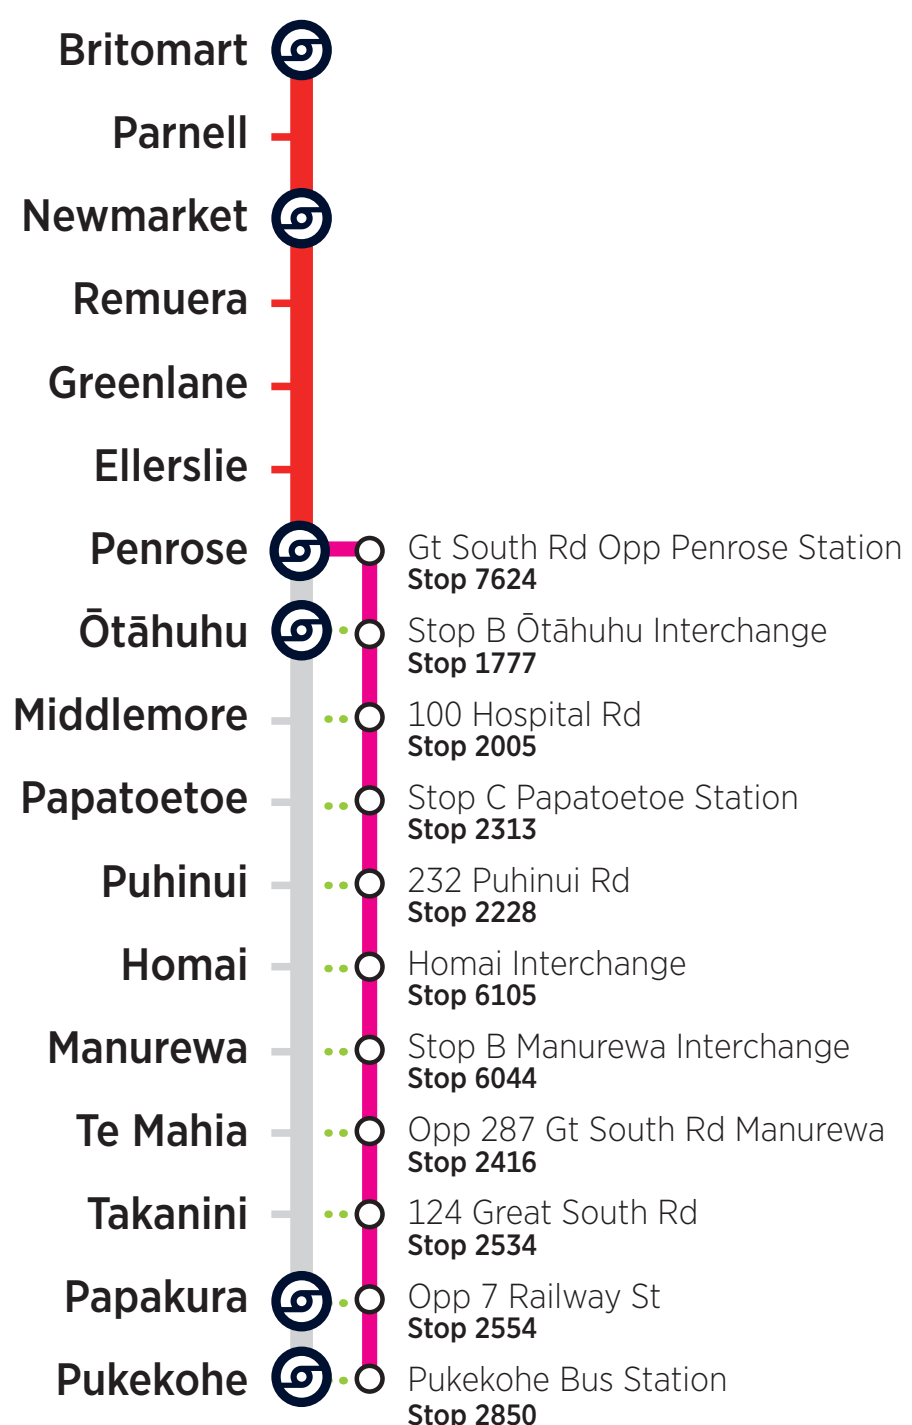 Britomart
Parnell
Newmarket
Remuera
Greenlane
Ellerslie
Penrose
Gt South Rd Opp Penrose Station
Stop 7624
Ōtāhuhu
Stop B Ōtāhuhu Interchange
Stop 1777
Middlemore
100 Hospital Rd
Stop 2005
Papatoetoe
Stop C Papatoetoe Station
Stop 2313
Puhinui
232 Puhinui Rd
Stop 2228
Homai
Homai Interchange
Stop 6105
Manurewa
Stop B Manurewa Interchange
Stop 6044
Te Mahia
Opp 287 Gt South Rd Manurewa
Stop 2416
Takanini
124 Great South Rd
Stop 2534
Papakura
Opp 7 Railway St
Stop 2554
Pukekohe
Pukekohe Bus Station
Stop 2850